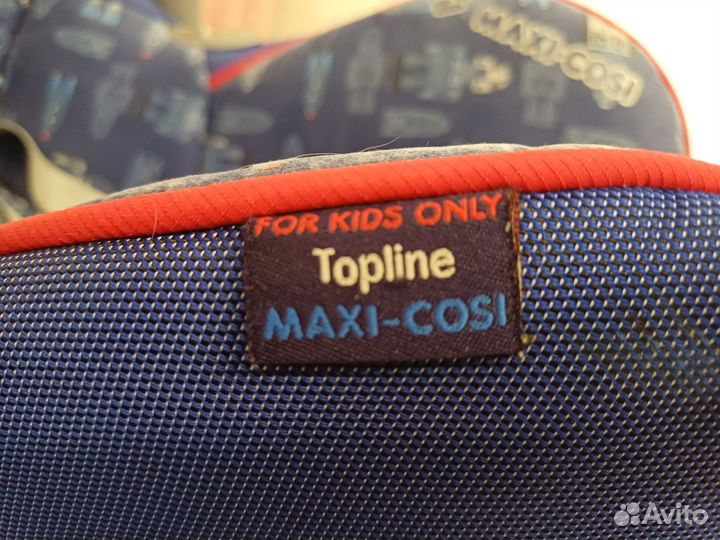 MAXI-COSI
FOR KIDS ONLY
Topline
MAXI-COSI
Avito